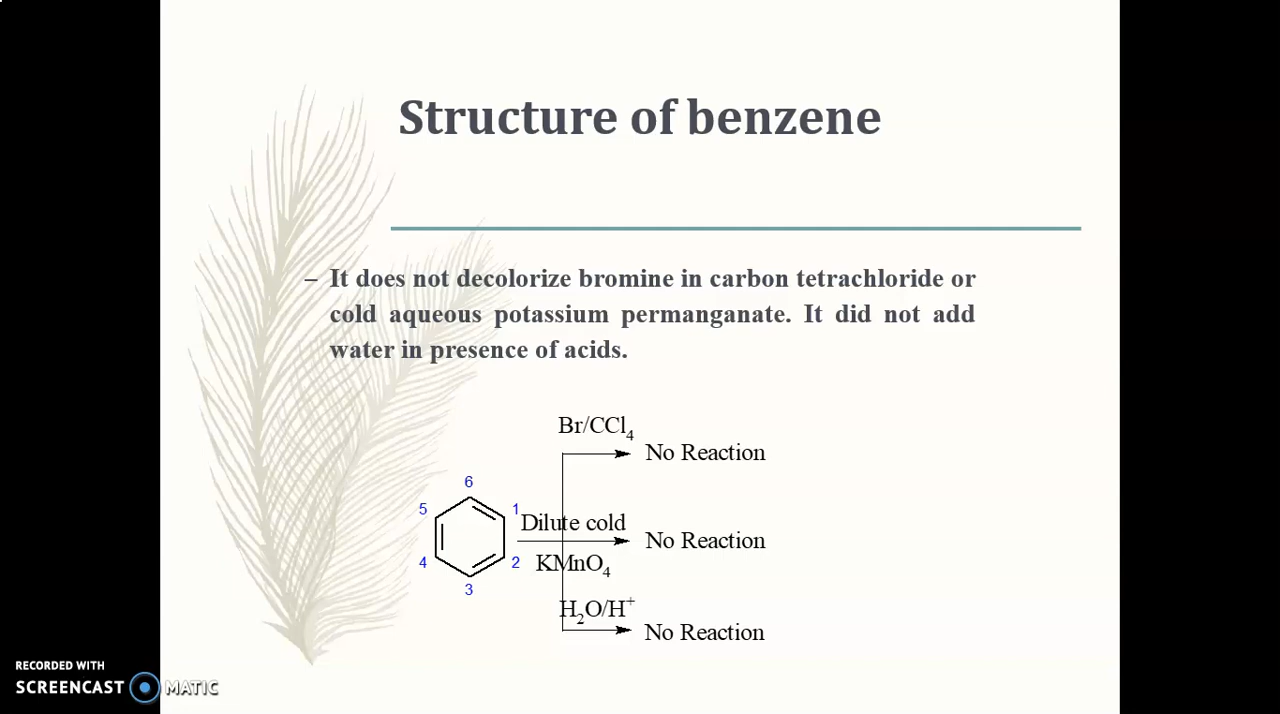 Structure of benzene
– It does not decolorize bromine in carbon tetrachloride or
cold aqueous potassium permanganate. It did not add
water in presence of acids.
Br/CCl₄
No Reaction
6
5
1
Dilute cold
No Reaction
4
2
KMnO₄
3
H₂O/H⁺
No Reaction
RECORDED WITH
SCREENCAST MATIC